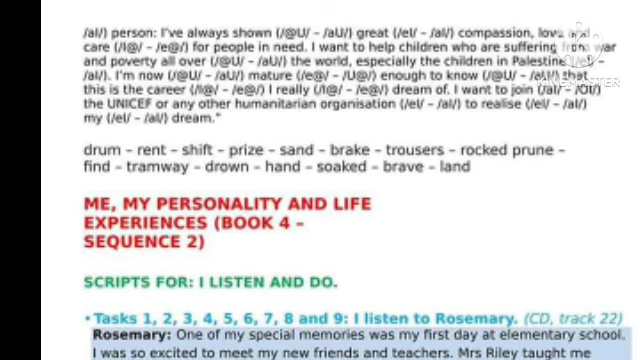 /aI/) person: I've always shown (/@U/ – /aU/) great (/eI/ – /aI/) compassion, love and
care (/I@/ – /e@/) for people in need. I want to help children who are suffering from war
and poverty all over (/@U/ – /aU/) the world, especially the children in Palestine (/eI/ –
/aI/). I'm now (/@U/ – /aU/) mature (/e@/ – /U@/) enough to know (/@U/ – /aU/) that
this is the career (/I@/ – /e@/) I really (/I@/ – /e@/) dream of. I want to join (/aI/ – /OI/)
the UNICEF or any other humanitarian organisation (/eI/ – /aI/) to realise (/eI/ – /aI/)
my (/eI/ – /aI/) dream."
drum – rent – shift – prize – sand – brake – trousers – rocked prune –
find – tramway – drown – hand – soaked – brave – land
ME, MY PERSONALITY AND LIFE
EXPERIENCES (BOOK 4 –
SEQUENCE 2)
SCRIPTS FOR: I LISTEN AND DO.
• Tasks 1, 2, 3, 4, 5, 6, 7, 8 and 9: I listen to Rosemary. (CD, track 22)
Rosemary: One of my special memories was my first day at elementary school.
I was so excited to meet my new friends and teachers. Mrs Riley taught me